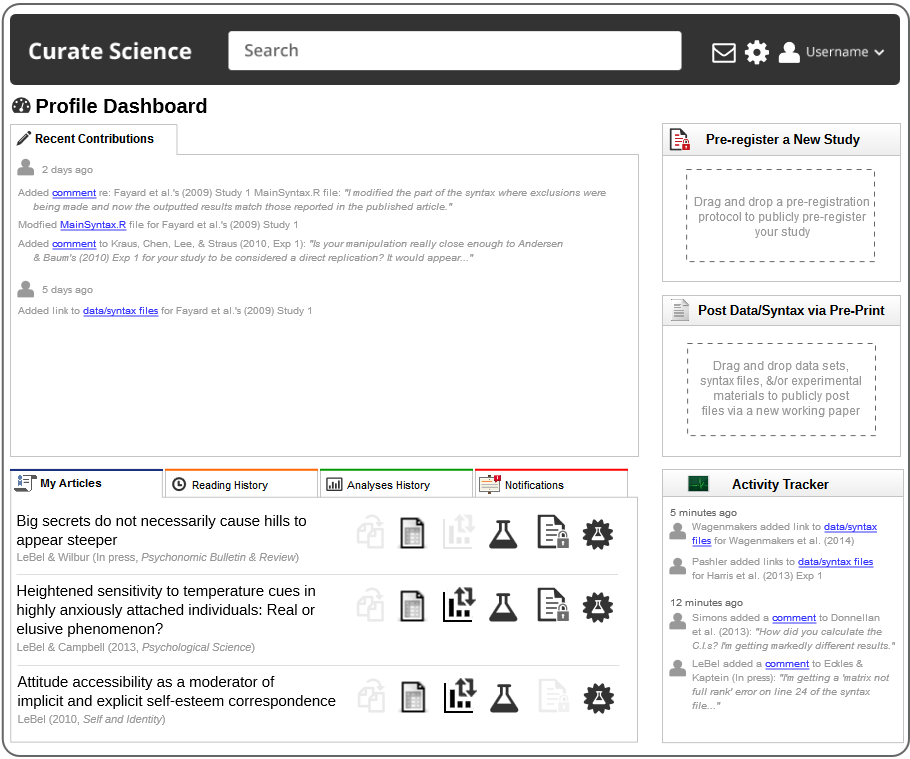 Curate Science
Search
Username
Profile Dashboard
Recent Contributions
2 days ago
Added comment re: Fayard et al.'s (2009) Study 1 MainSyntax.R file: "I modified the part of the syntax where exclusions were
being made and now the outputted results match those reported in the published article."
Modfied MainSyntax.R file for Fayard et al.'s (2009) Study 1
Added comment to Kraus, Chen, Lee, & Straus (2010, Exp 1): "Is your manipulation really close enough to Andersen
& Baum's (2010) Exp 1 for your study to be considered a direct replication? It would appear..."
5 days ago
Added link to data/syntax files for Fayard et al.'s (2009) Study 1
Pre-register a New Study
Drag and drop a pre-registration
protocol to publicly pre-register
your study
Post Data/Syntax via Pre-Print
Drag and drop data sets,
syntax files, &/or experimental
materials to publicly post
files via a new working paper
My Articles
Reading History
Analyses History
Notifications
Big secrets do not necessarily cause hills to
appear steeper
LeBel & Wilbur (In press, Psychonomic Bulletin & Review)
Heightened sensitivity to temperature cues in
highly anxiously attached individuals: Real or
elusive phenomenon?
LeBel & Campbell (2013, Psychological Science)
Attitude accessibility as a moderator of
implicit and explicit self-esteem correspondence
LeBel (2010, Self and Identity)
Activity Tracker
5 minutes ago
Wagenmakers added link to data/syntax
files for Wagenmakers et al. (2014)
Pashler added links to data/syntax files
for Harris et al. (2013) Exp 1
12 minutes ago
Simons added a comment to Donnellan
et al. (2013): "How did you calculate the
C.I.s? I'm getting markedly different results."
LeBel added a comment to Eckles &
Kaptein (In press): "I'm getting a 'matrix not
full rank' error on line 24 of the syntax
file..."